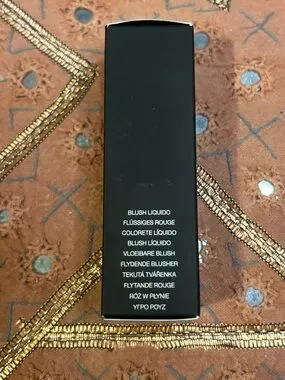 BLUSH LIQUIDO
FLÜSSIGES ROUGE
COLORETE LÍQUIDO
BLUSH LÍQUIDO
VLOEIBARE BLUSH
FLYDENDE BLUSHER
TEKUTÁ TVÁŘENKA
FLYTANDE ROUGE
RÓŻ W PŁYNIE
ΥΓΡΟ ΡΟΥΖ